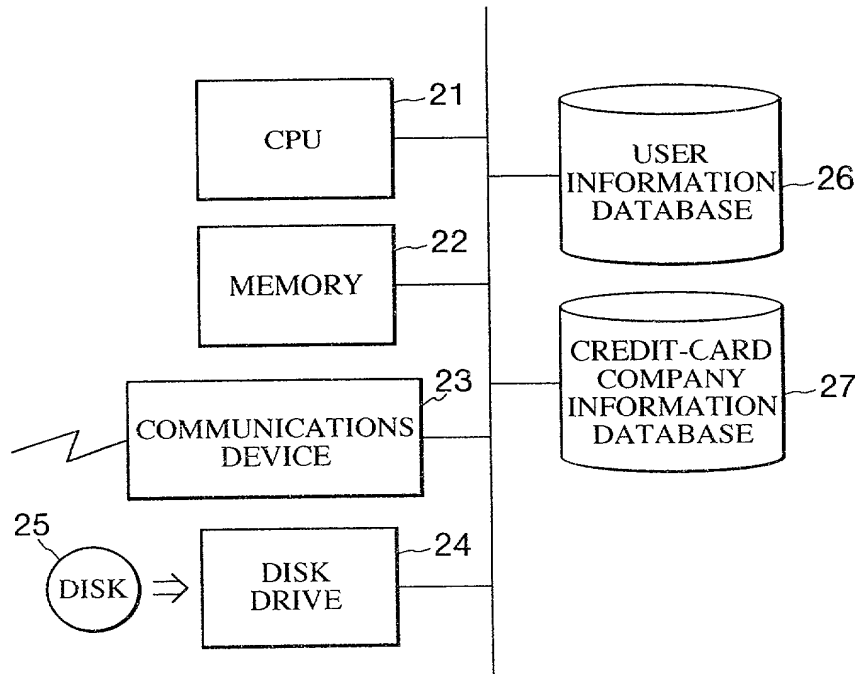 21
CPU
22
MEMORY
23
COMMUNICATIONS
DEVICE
25
DISK
⇒
24
DISK
DRIVE
USER
INFORMATION
DATABASE
26
CREDIT-CARD
COMPANY
INFORMATION
DATABASE
27